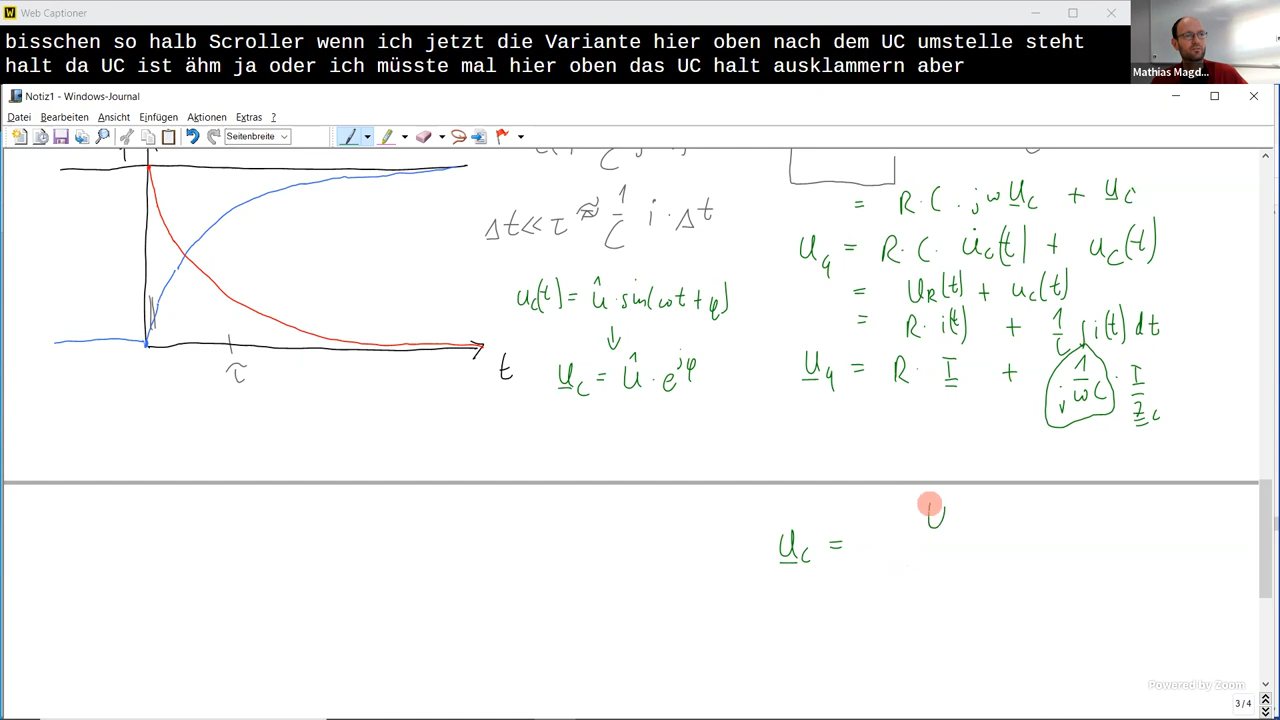 Web Captioner
bisschen so halb Scroller wenn ich jetzt die Variante hier oben nach dem UC umstelle steht
halt da UC ist ähm ja oder ich müsste mal hier oben das UC halt ausklammern aber
Mathias Magd...
Notiz1 - Windows-Journal
Datei Bearbeiten Ansicht Einfügen Aktionen Extras ?
Seitenbreite
= R · C · jω U_C + U_C
Δt << τ ≈ 1/C i · Δt
u_q = R · C · u̇_C(t) + u_C(t)
= u_R(t) + u_C(t)
u_C(t) = û · sin(ωt + φ)
= R · i(t) + 1/C ∫ i(t) dt
↓
U_q = R · I + 1/jωC · I
U_C = û · e^jφ
Z_C
τ
t
U
U_C =
Powered by Zoom
3 / 4